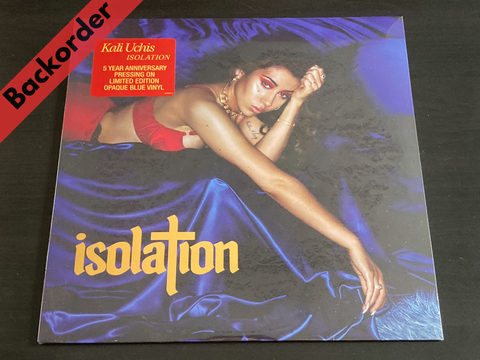 Backorder
Kali Uchis
ISOLATION
5 YEAR ANNIVERSARY
PRESSING ON
LIMITED EDITION
OPAQUE BLUE VINYL
isolation